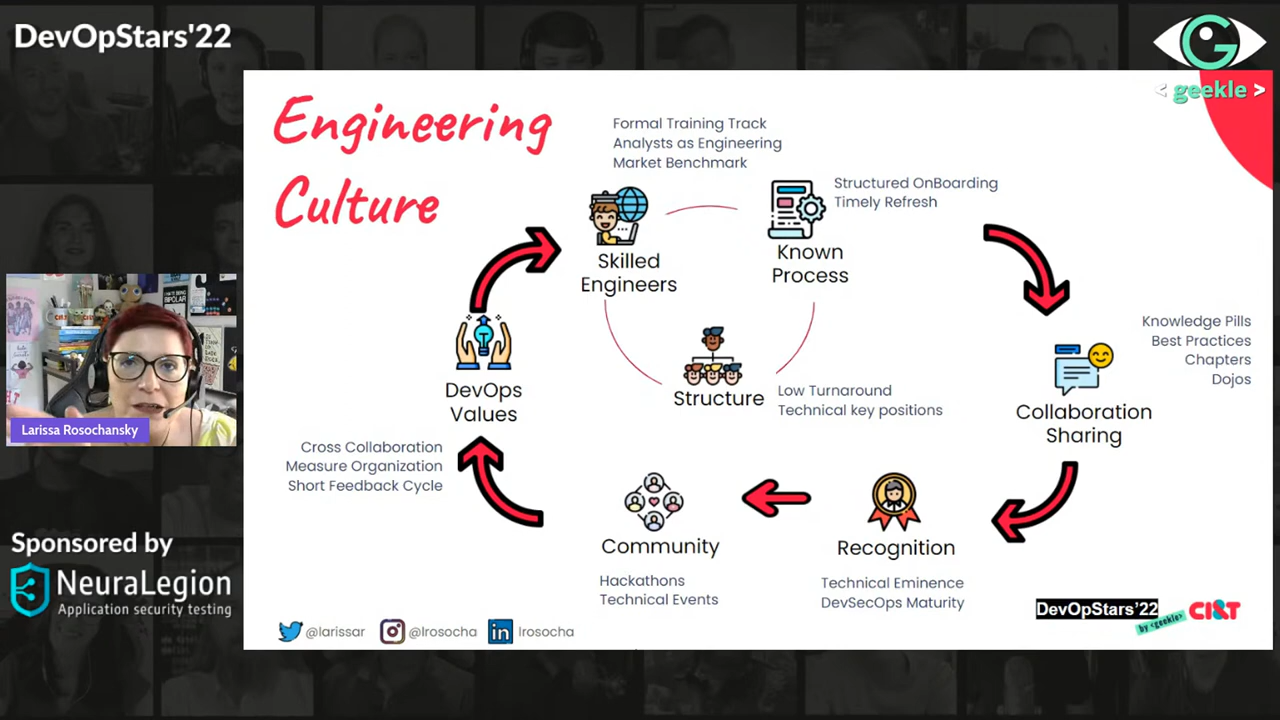 DevOpStars'22
G
< geekle >
Engineering
Culture
Formal Training Track
Analysts as Engineering
Market Benchmark
Structured OnBoarding
Timely Refresh
Skilled
Engineers
Known
Process
Knowledge Pills
Best Practices
Chapters
Dojos
DevOps
Values
Structure
Low Turnaround
Technical key positions
Collaboration
Sharing
Larissa Rosochansky
Cross Collaboration
Measure Organization
Short Feedback Cycle
Community
Recognition
Hackathons
Technical Events
Technical Eminence
DevSecOps Maturity
Sponsored by
NeuraLegion
Application security testing
@larissar
@lrosocha
in
lrosocha
DevOpStars'22
by <geekle>
CI&T